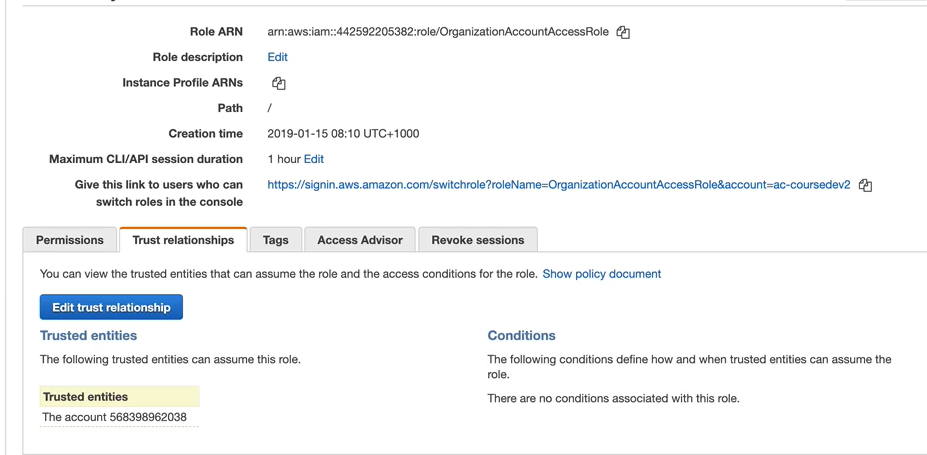 Role ARN arn:aws:iam::442592205382:role/OrganizationAccountAccessRole
Role description Edit
Instance Profile ARNs
Path /
Creation time 2019-01-15 08:10 UTC+1000
Maximum CLI/API session duration 1 hour Edit
Give this link to users who can https://signin.aws.amazon.com/switchrole?roleName=OrganizationAccountAccessRole&account=ac-coursedev2
switch roles in the console
Permissions Trust relationships Tags Access Advisor Revoke sessions
You can view the trusted entities that can assume the role and the access conditions for the role. Show policy document
Edit trust relationship
Trusted entities
The following trusted entities can assume this role.
Trusted entities
The account 568398962038
Conditions
The following conditions define how and when trusted entities can assume the
role.
There are no conditions associated with this role.